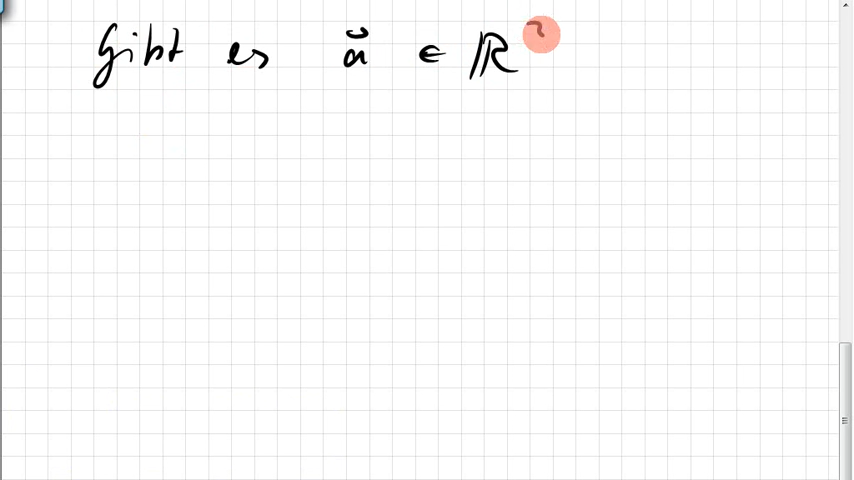 Gibt es ă ∈ ℝ